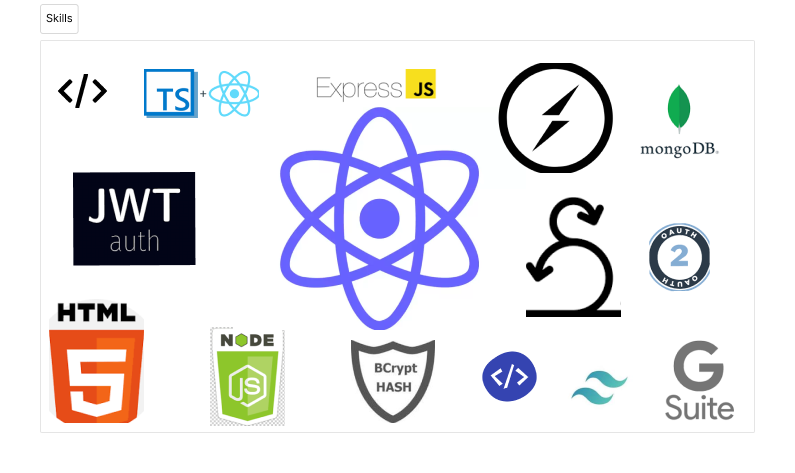 Skills
</>
TS
+
Express JS
mongoDB.
JWT
auth
OAUTH
2
OAUTH
HTML
5
NODE
JS
BCrypt
HASH
</>
G
Suite